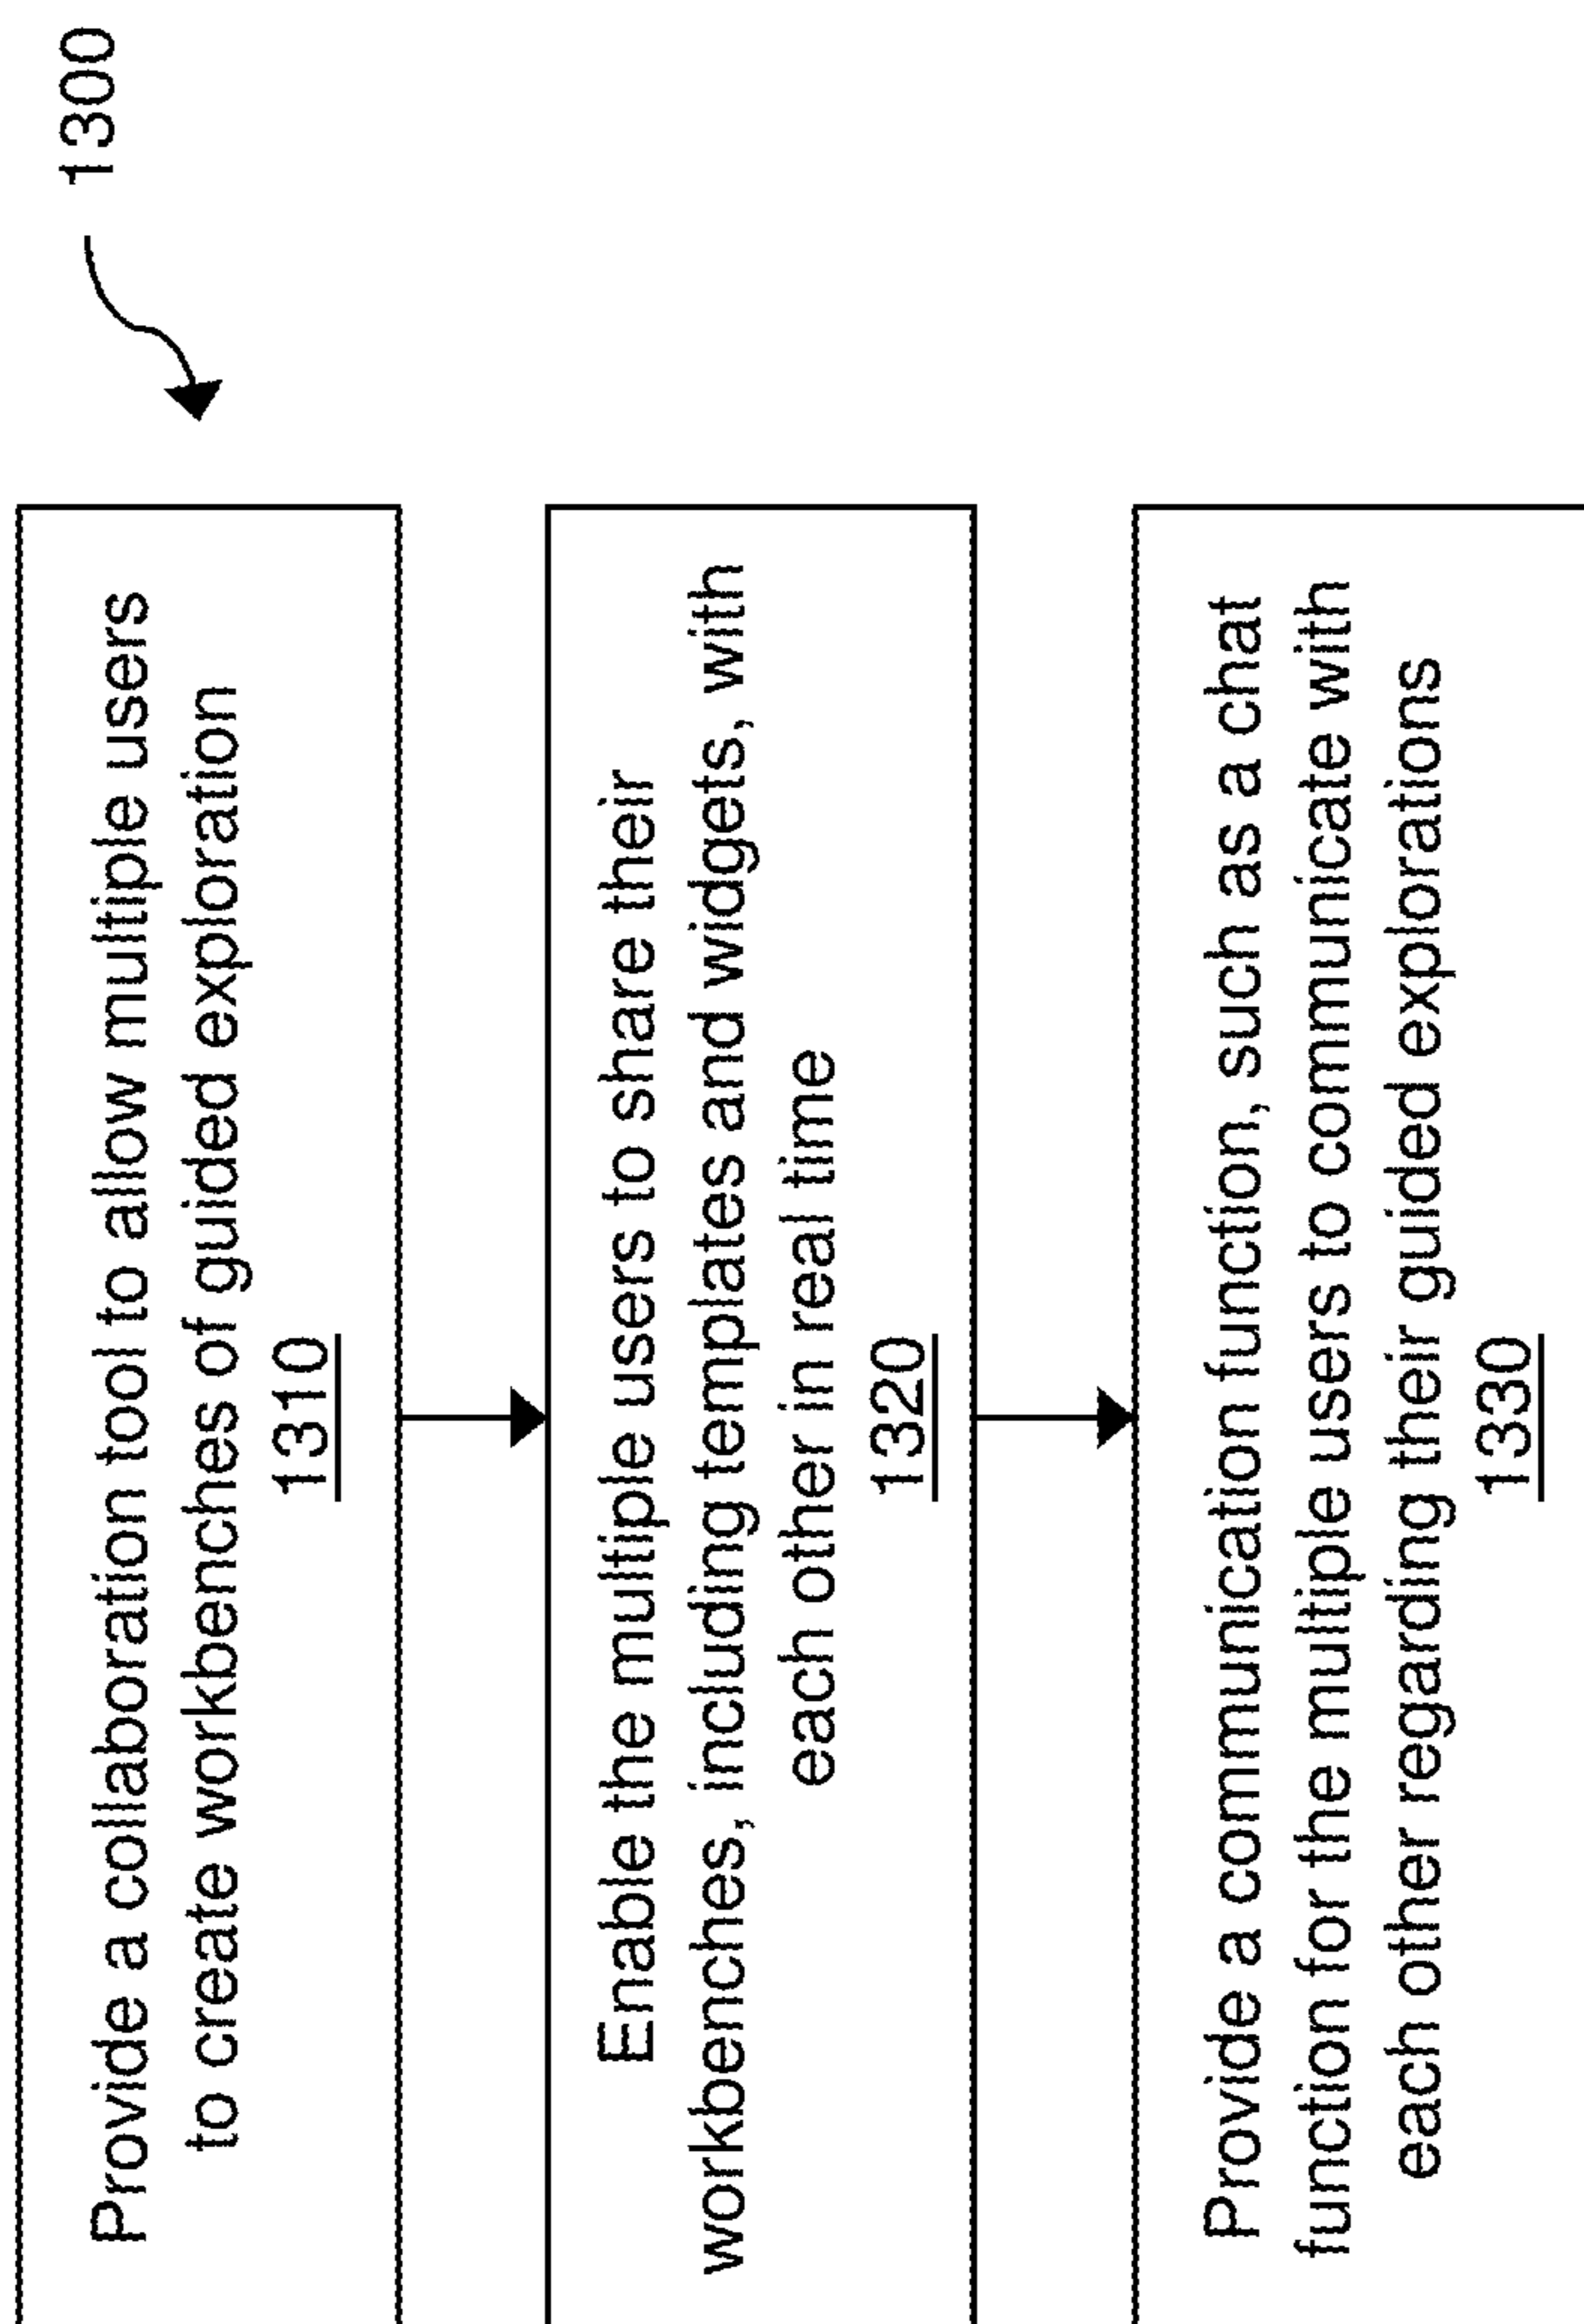 1300
Provide a collaboration tool to allow multiple users
to create workbenches of guided exploration
1310
Enable the multiple users to share their
workbenches, including templates and widgets, with
each other in real time
1320
Provide a communication function, such as a chat
function for the multiple users to communicate with
each other regarding their guided explorations
1330